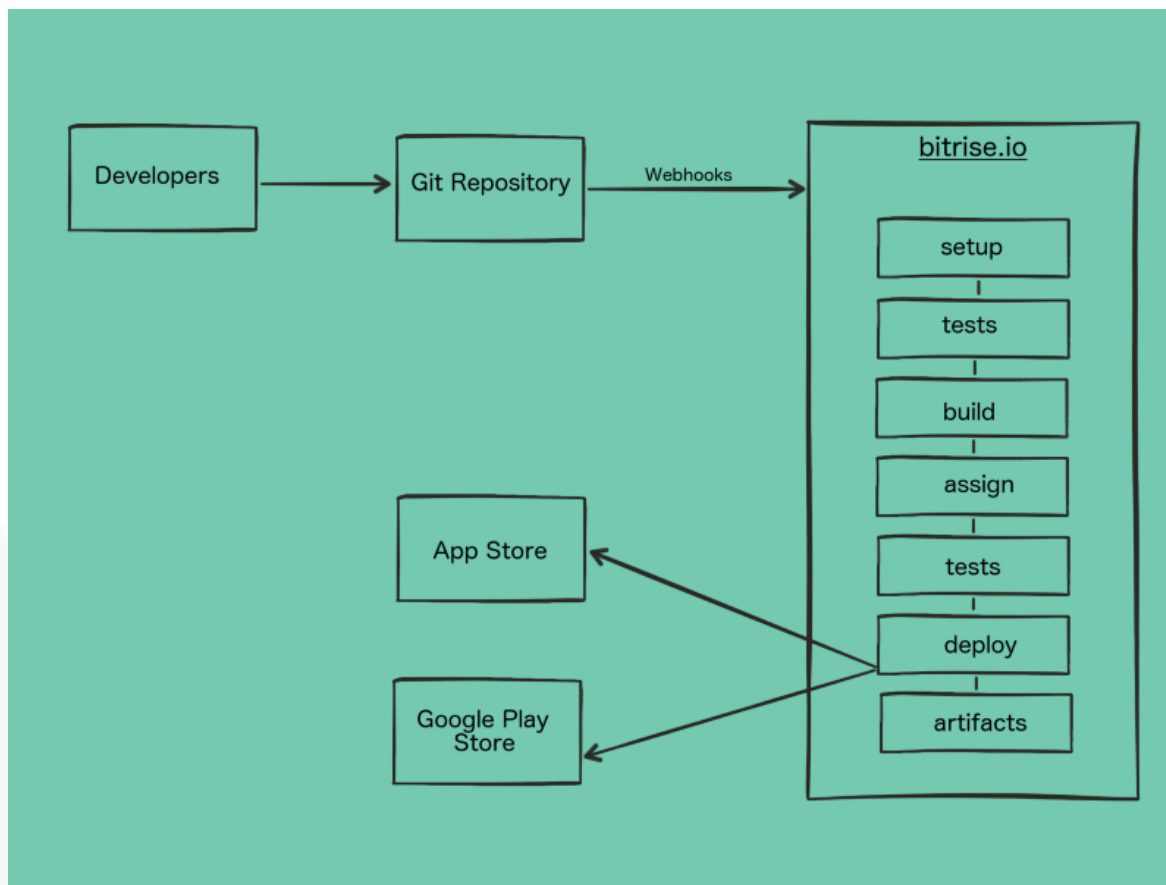 Developers
Git Repository
Webhooks
bitrise.io
setup
tests
build
assign
tests
deploy
artifacts
App Store
Google Play
Store